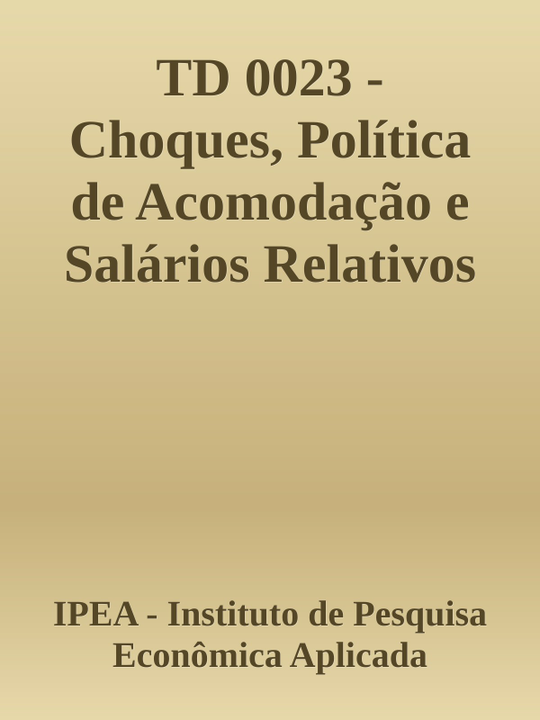 TD 0023 -
Choques, Política
de Acomodação e
Salários Relativos
IPEA - Instituto de Pesquisa
Econômica Aplicada